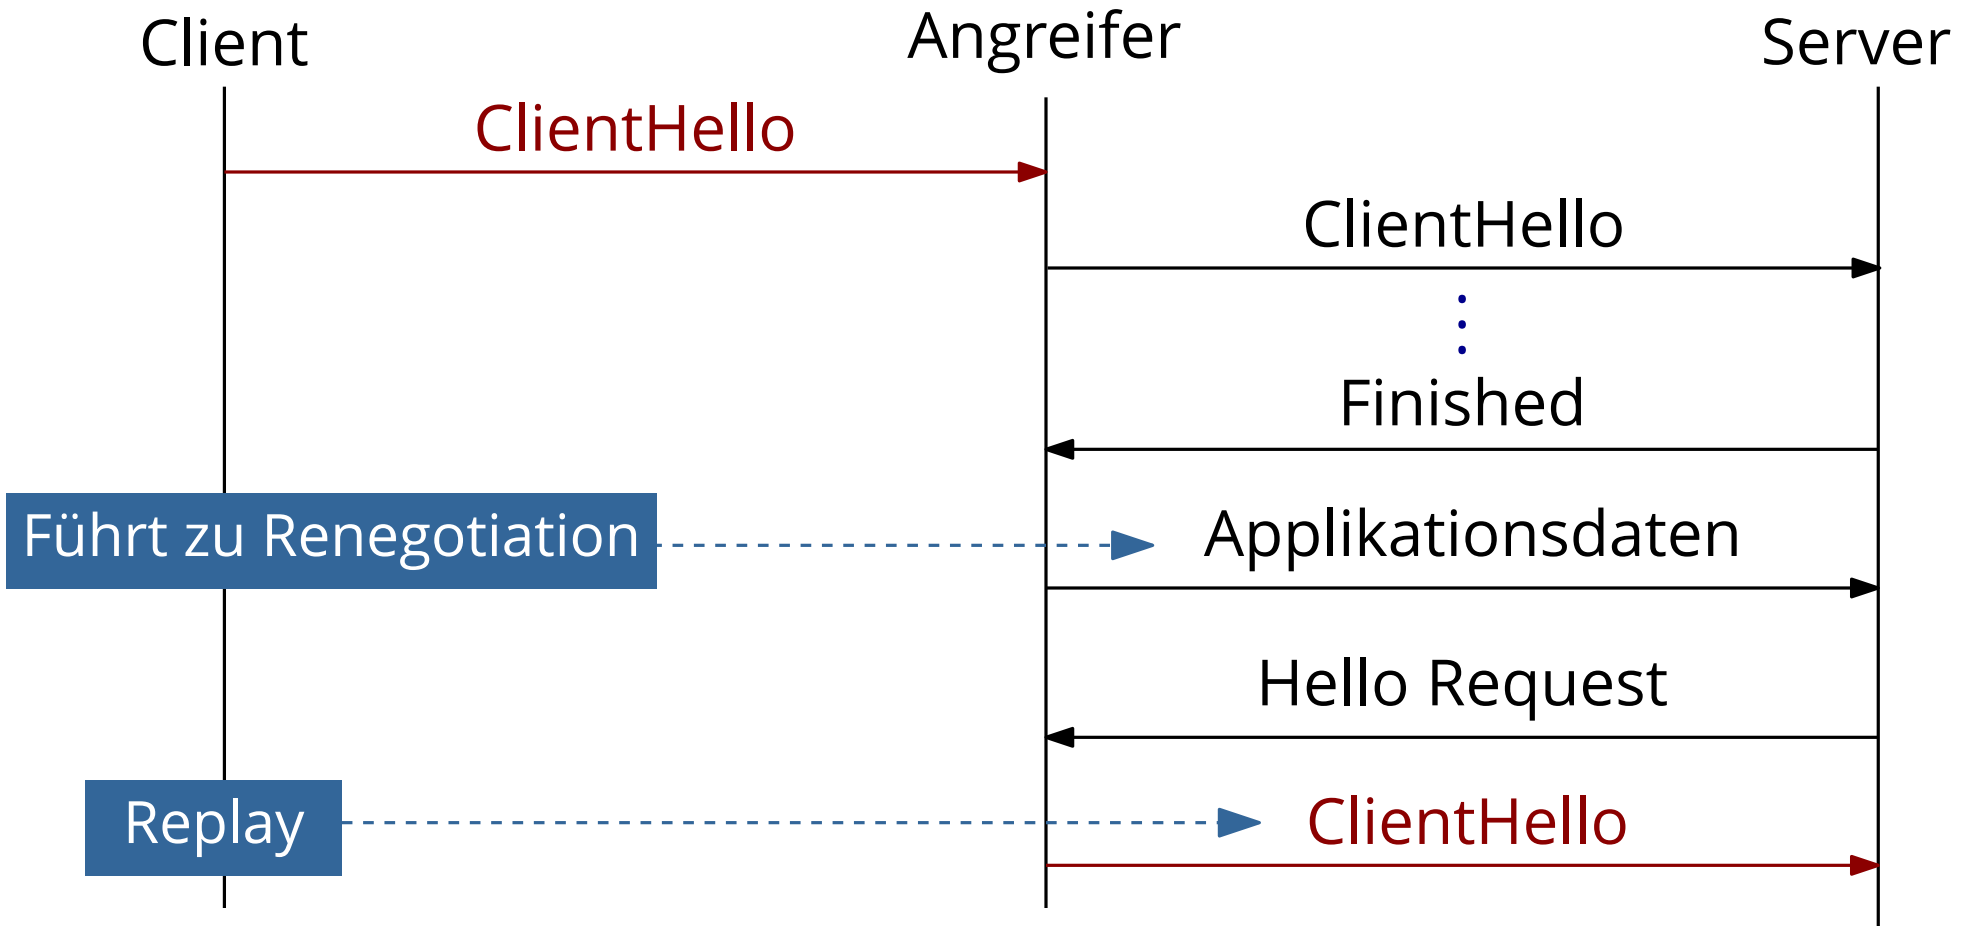 Client
Angreifer
Server
ClientHello
ClientHello
Finished
Führt zu Renegotiation
Applikationsdaten
Hello Request
Replay
ClientHello